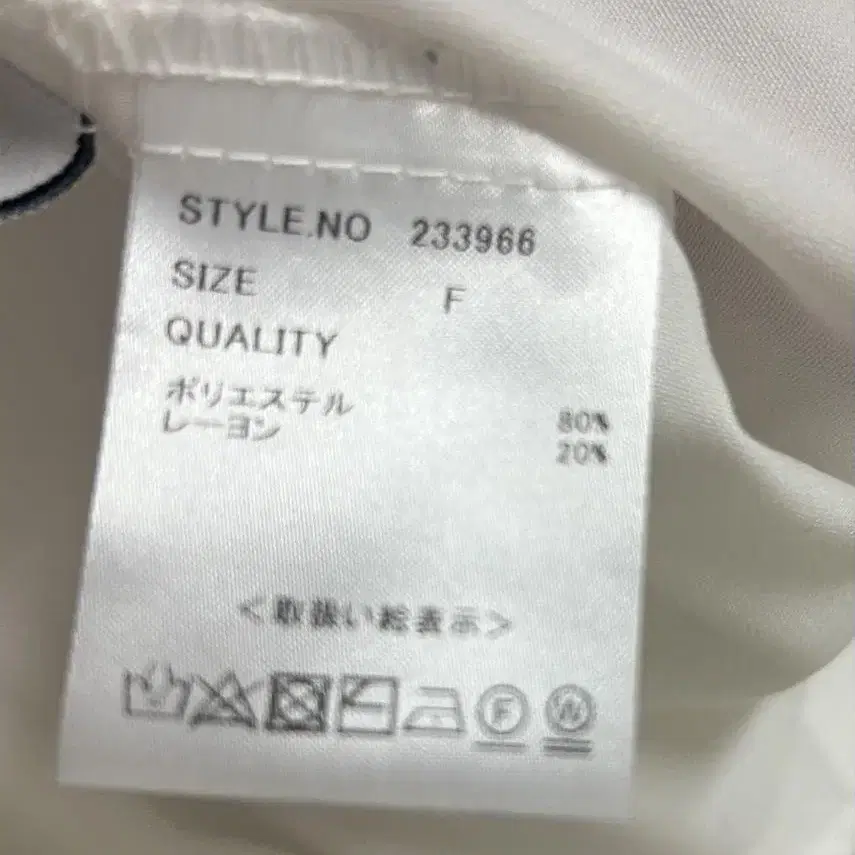 STYLE.NO 233966
SIZE F
QUALITY
ポリエステル 80%
レーヨン 20%
<取扱い絵表示>
F W